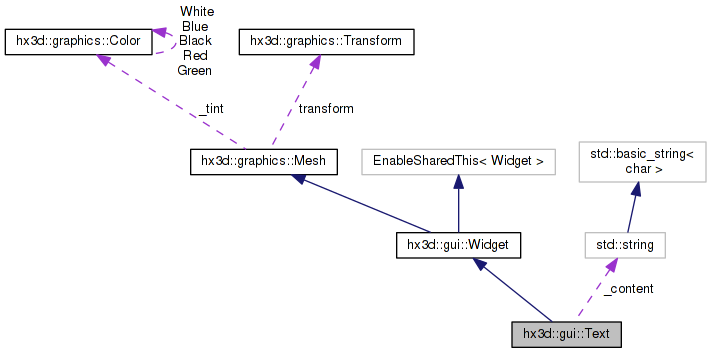 White
Blue
Black
Red
Green
hx3d::graphics::Color
hx3d::graphics::Transform
_tint
transform
hx3d::graphics::Mesh
EnableSharedThis< Widget >
std::basic_string<
char >
hx3d::gui::Widget
std::string
_content
hx3d::gui::Text